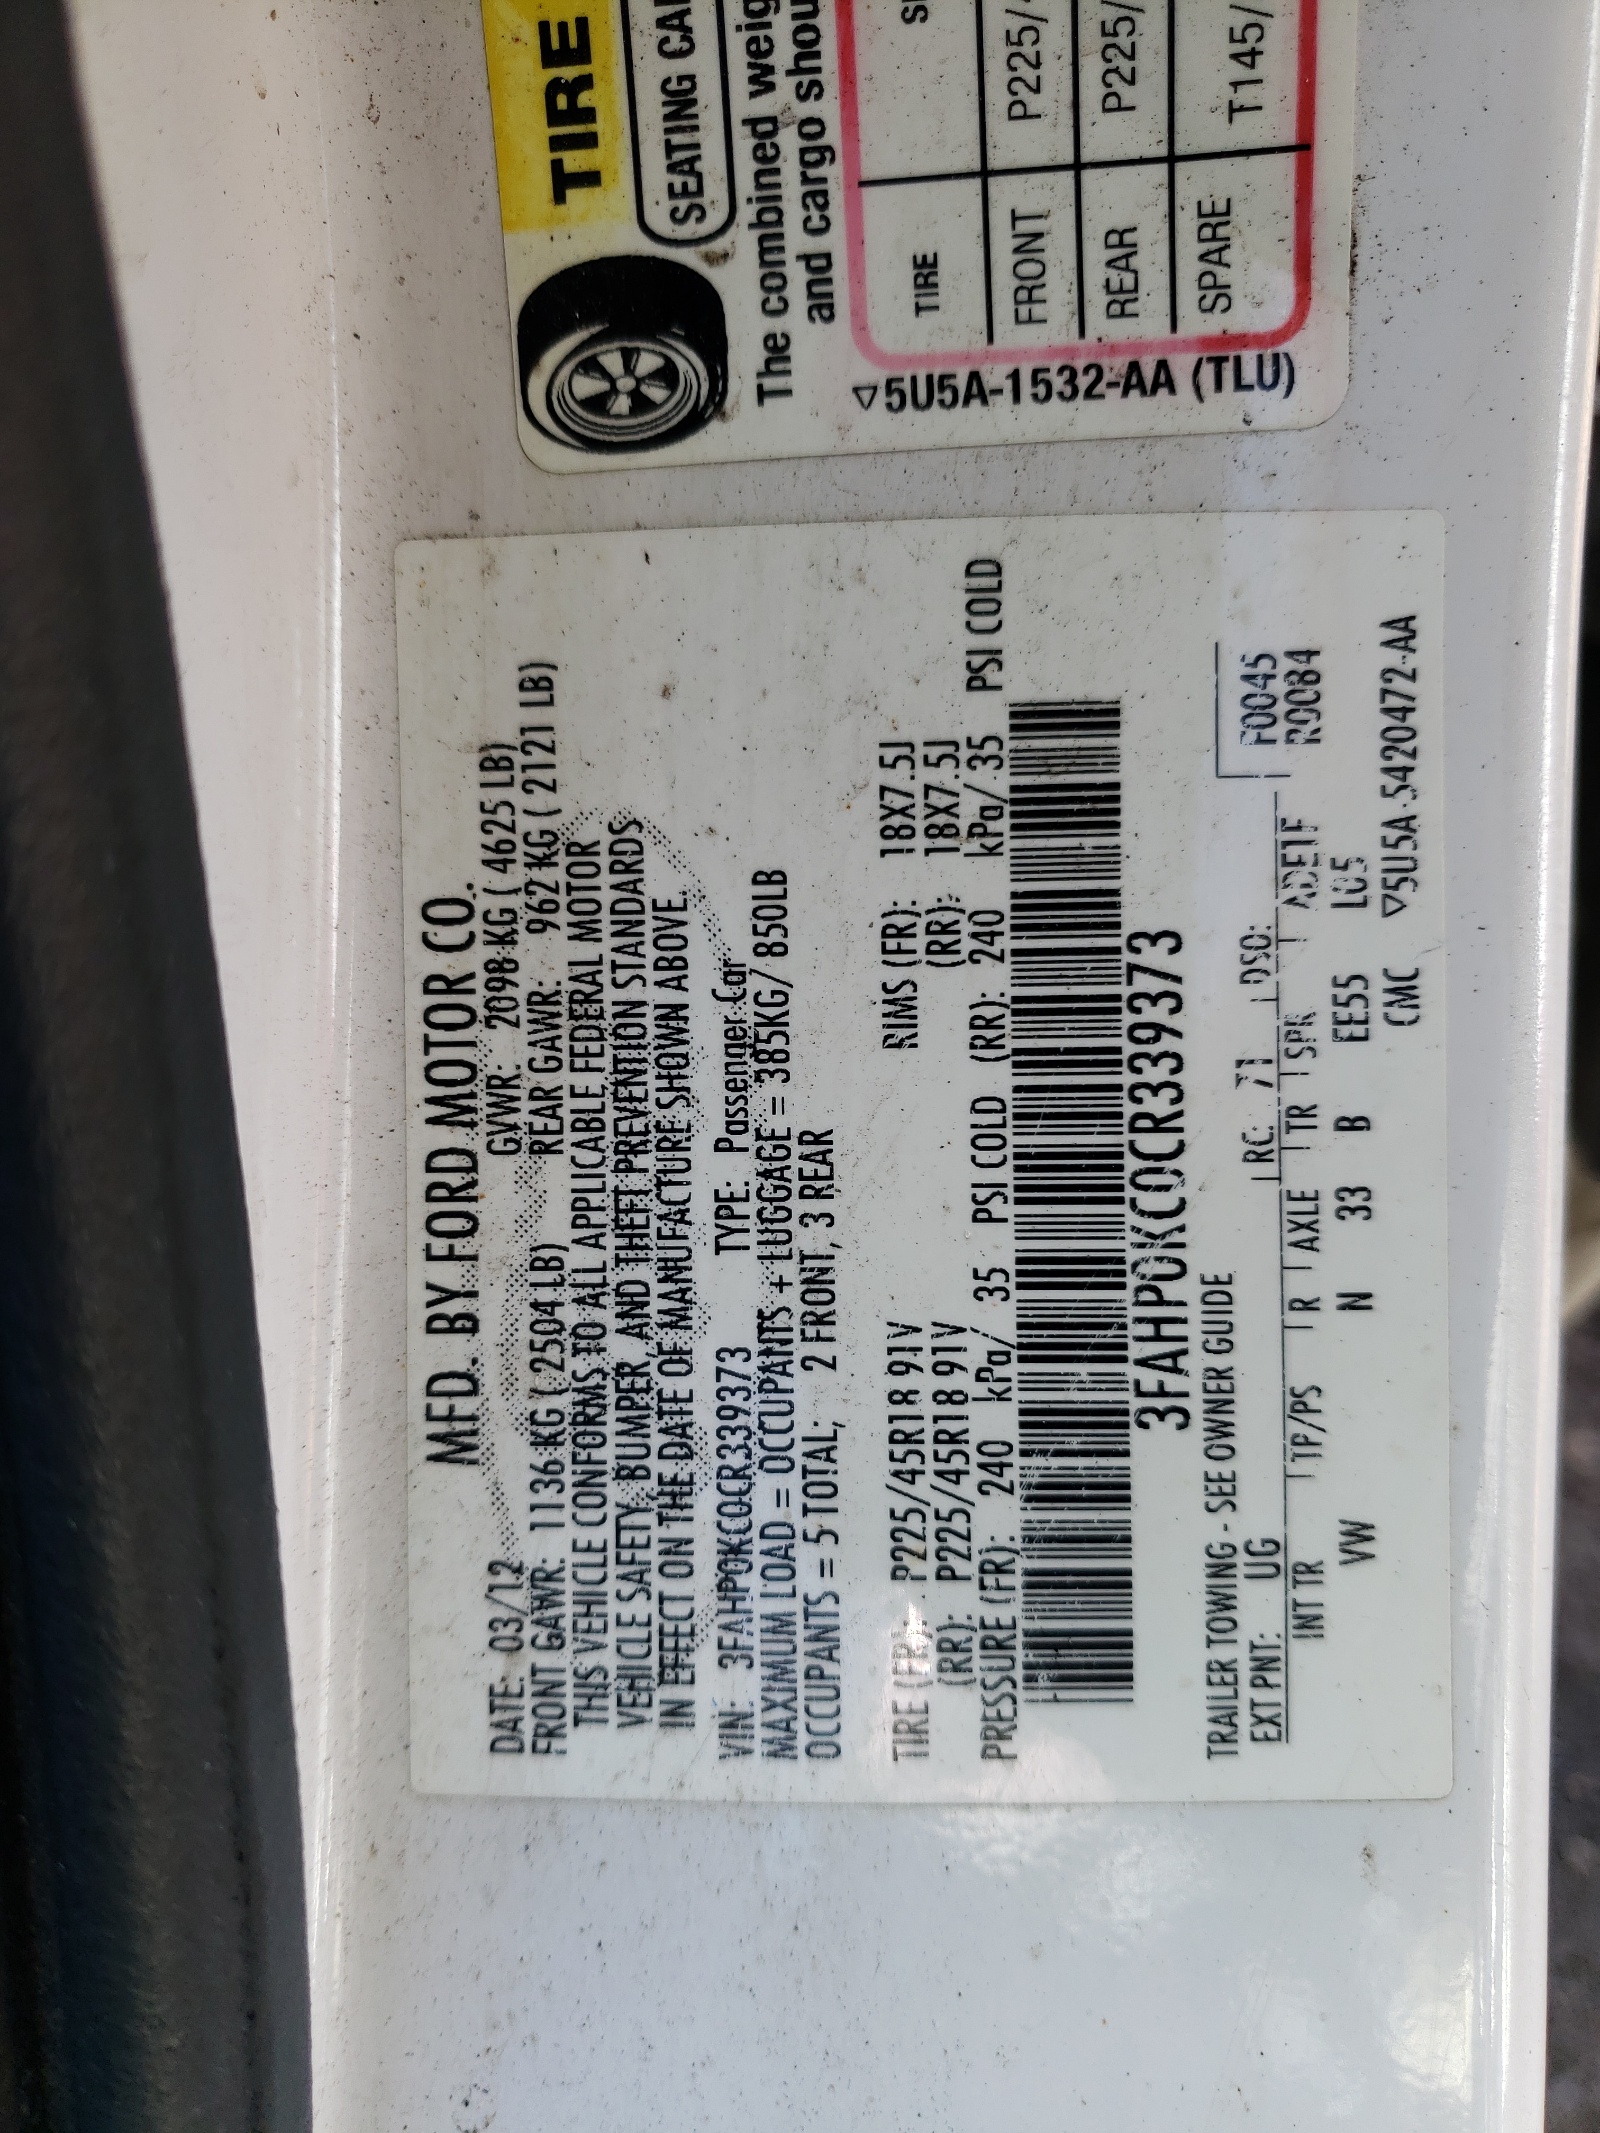 MFD. BY FORD MOTOR CO.
DATE: 03/12 GVWR: 2098 KG ( 4625 LB)
FRONT GAWR: 1136 KG ( 2504 LB) REAR GAWR: 962 KG ( 2121 LB)
THIS VEHICLE CONFORMS TO ALL APPLICABLE FEDERAL MOTOR
VEHICLE SAFETY, BUMPER, AND THEFT PREVENTION STANDARDS
IN EFFECT ON THE DATE OF MANUFACTURE SHOWN ABOVE.
VIN: 3FAHP0KC0CR339373 TYPE: Passenger Car
MAXIMUM LOAD = OCCUPANTS + LUGGAGE = 385KG/ 850LB
OCCUPANTS = 5 TOTAL; 2 FRONT, 3 REAR
TIRE (FR): P225/45R18 91V RIMS (FR): 18X7.5J
(RR): P225/45R18 91V (RR): 18X7.5J
PRESSURE (FR): 240 kPa/ 35 PSI COLD (RR): 240 kPa/ 35 PSI COLD
3FAHP0KC0CR339373
TRAILER TOWING - SEE OWNER GUIDE
EXT PNT: UG RC: 71 DSO: F0045
INT TR TP/PS R AXLE TR SPR ADE1F R0084
VW N 33 B EE55 L05
CMC ▽5U5A-5420472-AA
TIRE
SEATING
The combined
and cargo
TIRE
FRONT P225/
REAR P225/
SPARE T145/
▽5U5A-1532-AA (TLU)